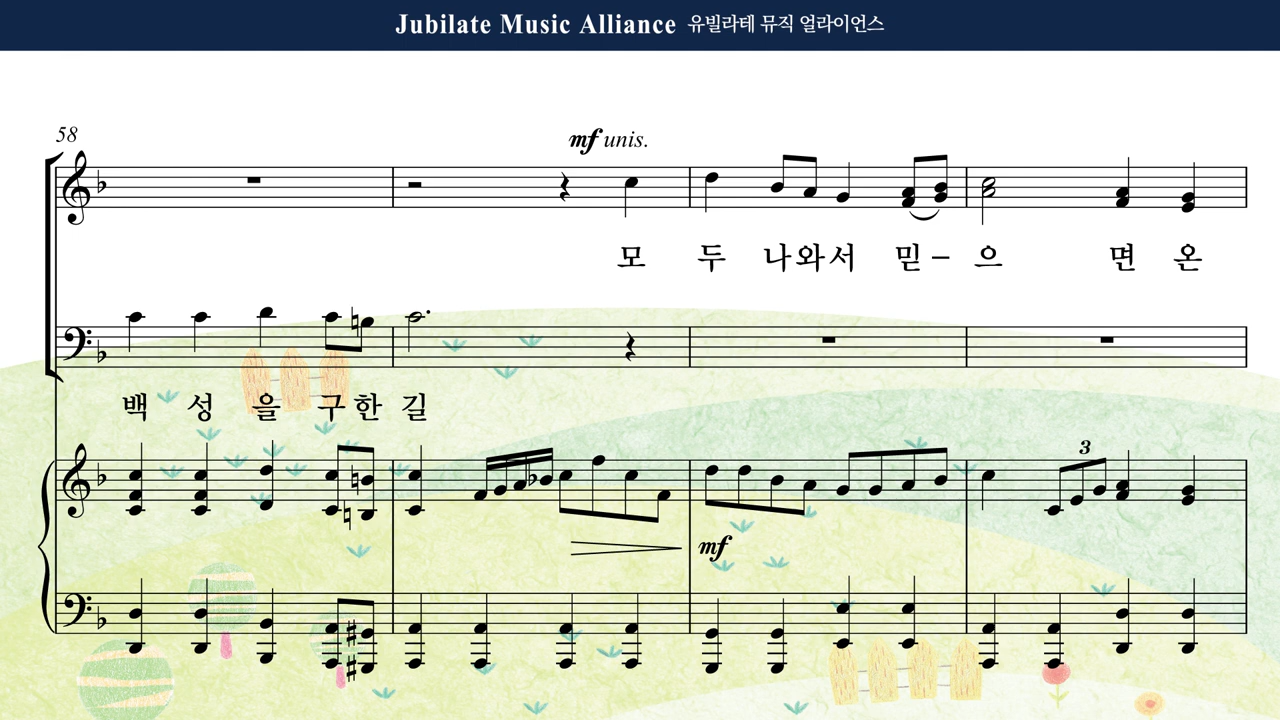 Jubilate Music Alliance 유빌라테 뮤직 얼라이언스
58
mf unis.
모 두 나와서 믿 – 으 면 온
백 성 을 구한 길
3
mf